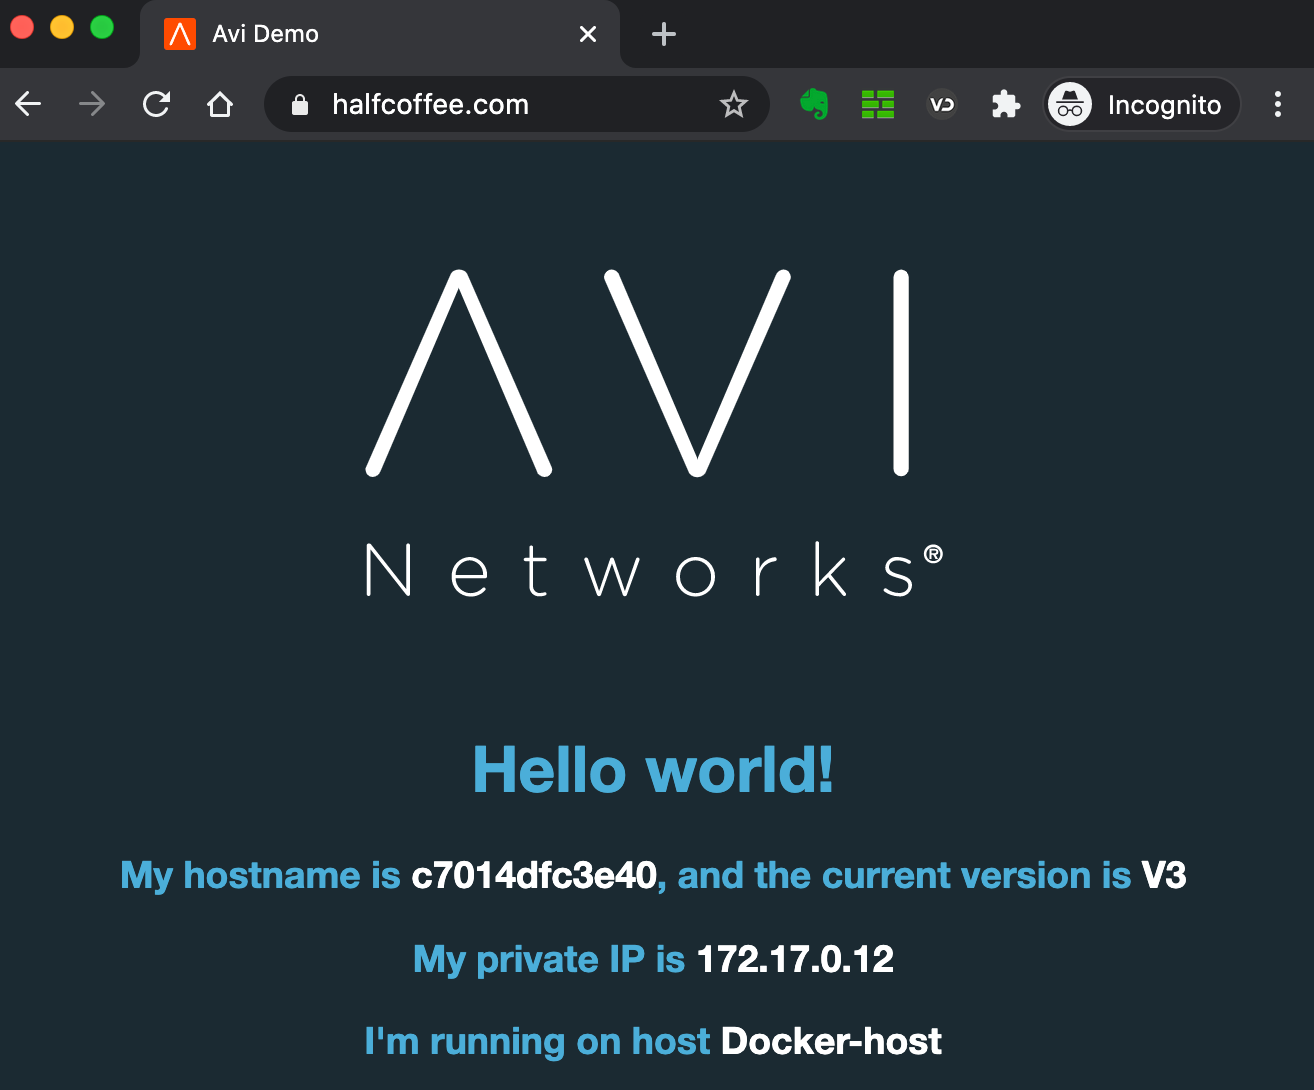 Avi Demo
halfcoffee.com
Incognito
AVI
Networks®
Hello world!
My hostname is c7014dfc3e40, and the current version is V3
My private IP is 172.17.0.12
I'm running on host Docker-host